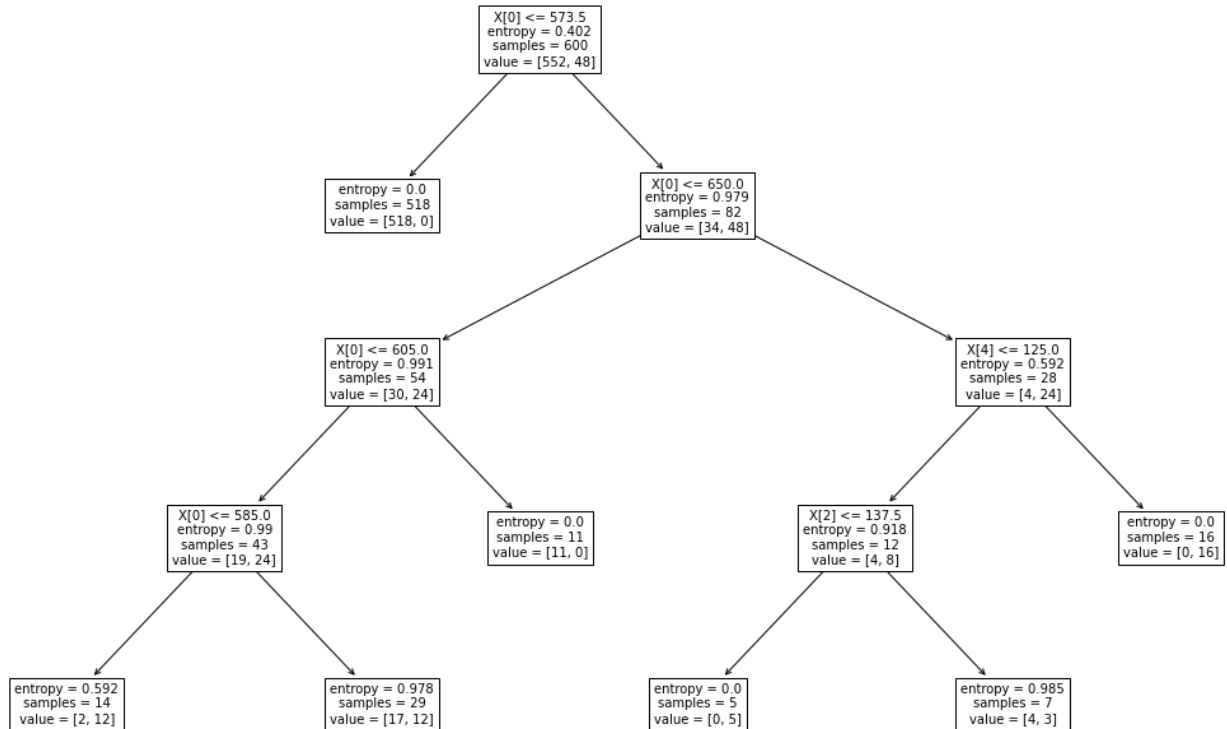 X[0] <= 573.5
entropy = 0.402
samples = 600
value = [552, 48]
entropy = 0.0
samples = 518
value = [518, 0]
X[0] <= 650.0
entropy = 0.979
samples = 82
value = [34, 48]
X[0] <= 605.0
entropy = 0.991
samples = 54
value = [30, 24]
X[4] <= 125.0
entropy = 0.592
samples = 28
value = [4, 24]
X[0] <= 585.0
entropy = 0.99
samples = 43
value = [19, 24]
entropy = 0.0
samples = 11
value = [11, 0]
X[2] <= 137.5
entropy = 0.918
samples = 12
value = [4, 8]
entropy = 0.0
samples = 16
value = [0, 16]
entropy = 0.592
samples = 14
value = [2, 12]
entropy = 0.978
samples = 29
value = [17, 12]
entropy = 0.0
samples = 5
value = [0, 5]
entropy = 0.985
samples = 7
value = [4, 3]